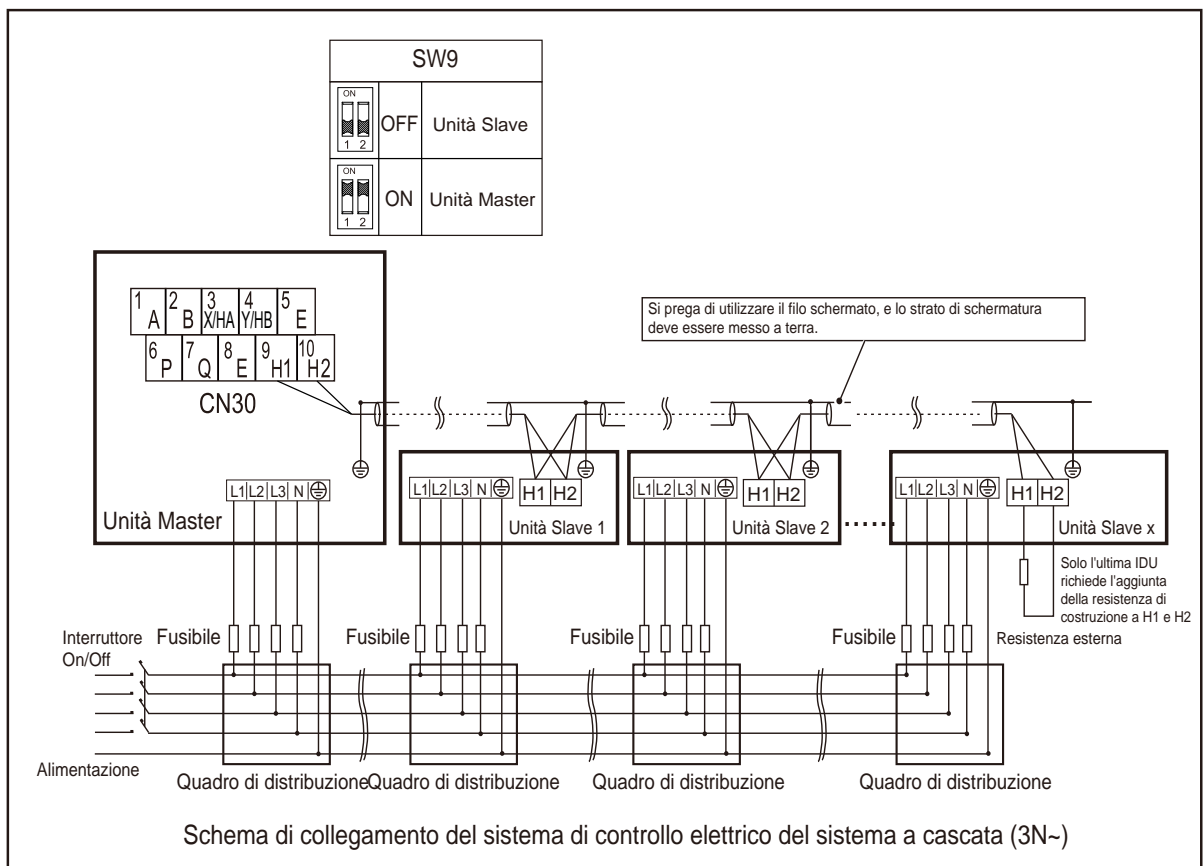 SW9
ON
1 2
OFF
Unità Slave
ON
1 2
ON
Unità Master
1 A
2 B
3 X/HA
4 Y/HB
5 E
6 P
7 Q
8 E
9 H1
10 H2
CN30
Si prega di utilizzare il filo schermato, e lo strato di schermatura
deve essere messo a terra.
L1 L2 L3 N
Unità Master
L1 L2 L3 N
H1 H2
Unità Slave 1
L1 L2 L3 N
H1 H2
Unità Slave 2
L1 L2 L3 N
H1 H2
Unità Slave x
Solo l'ultima IDU
richiede l'aggiunta
della resistenza di
costruzione a H1 e H2
Resistenza esterna
Interruttore
On/Off
Fusibile
Fusibile
Fusibile
Fusibile
Alimentazione
Quadro di distribuzione
Quadro di distribuzione
Quadro di distribuzione
Quadro di distribuzione
Schema di collegamento del sistema di controllo elettrico del sistema a cascata (3N~)